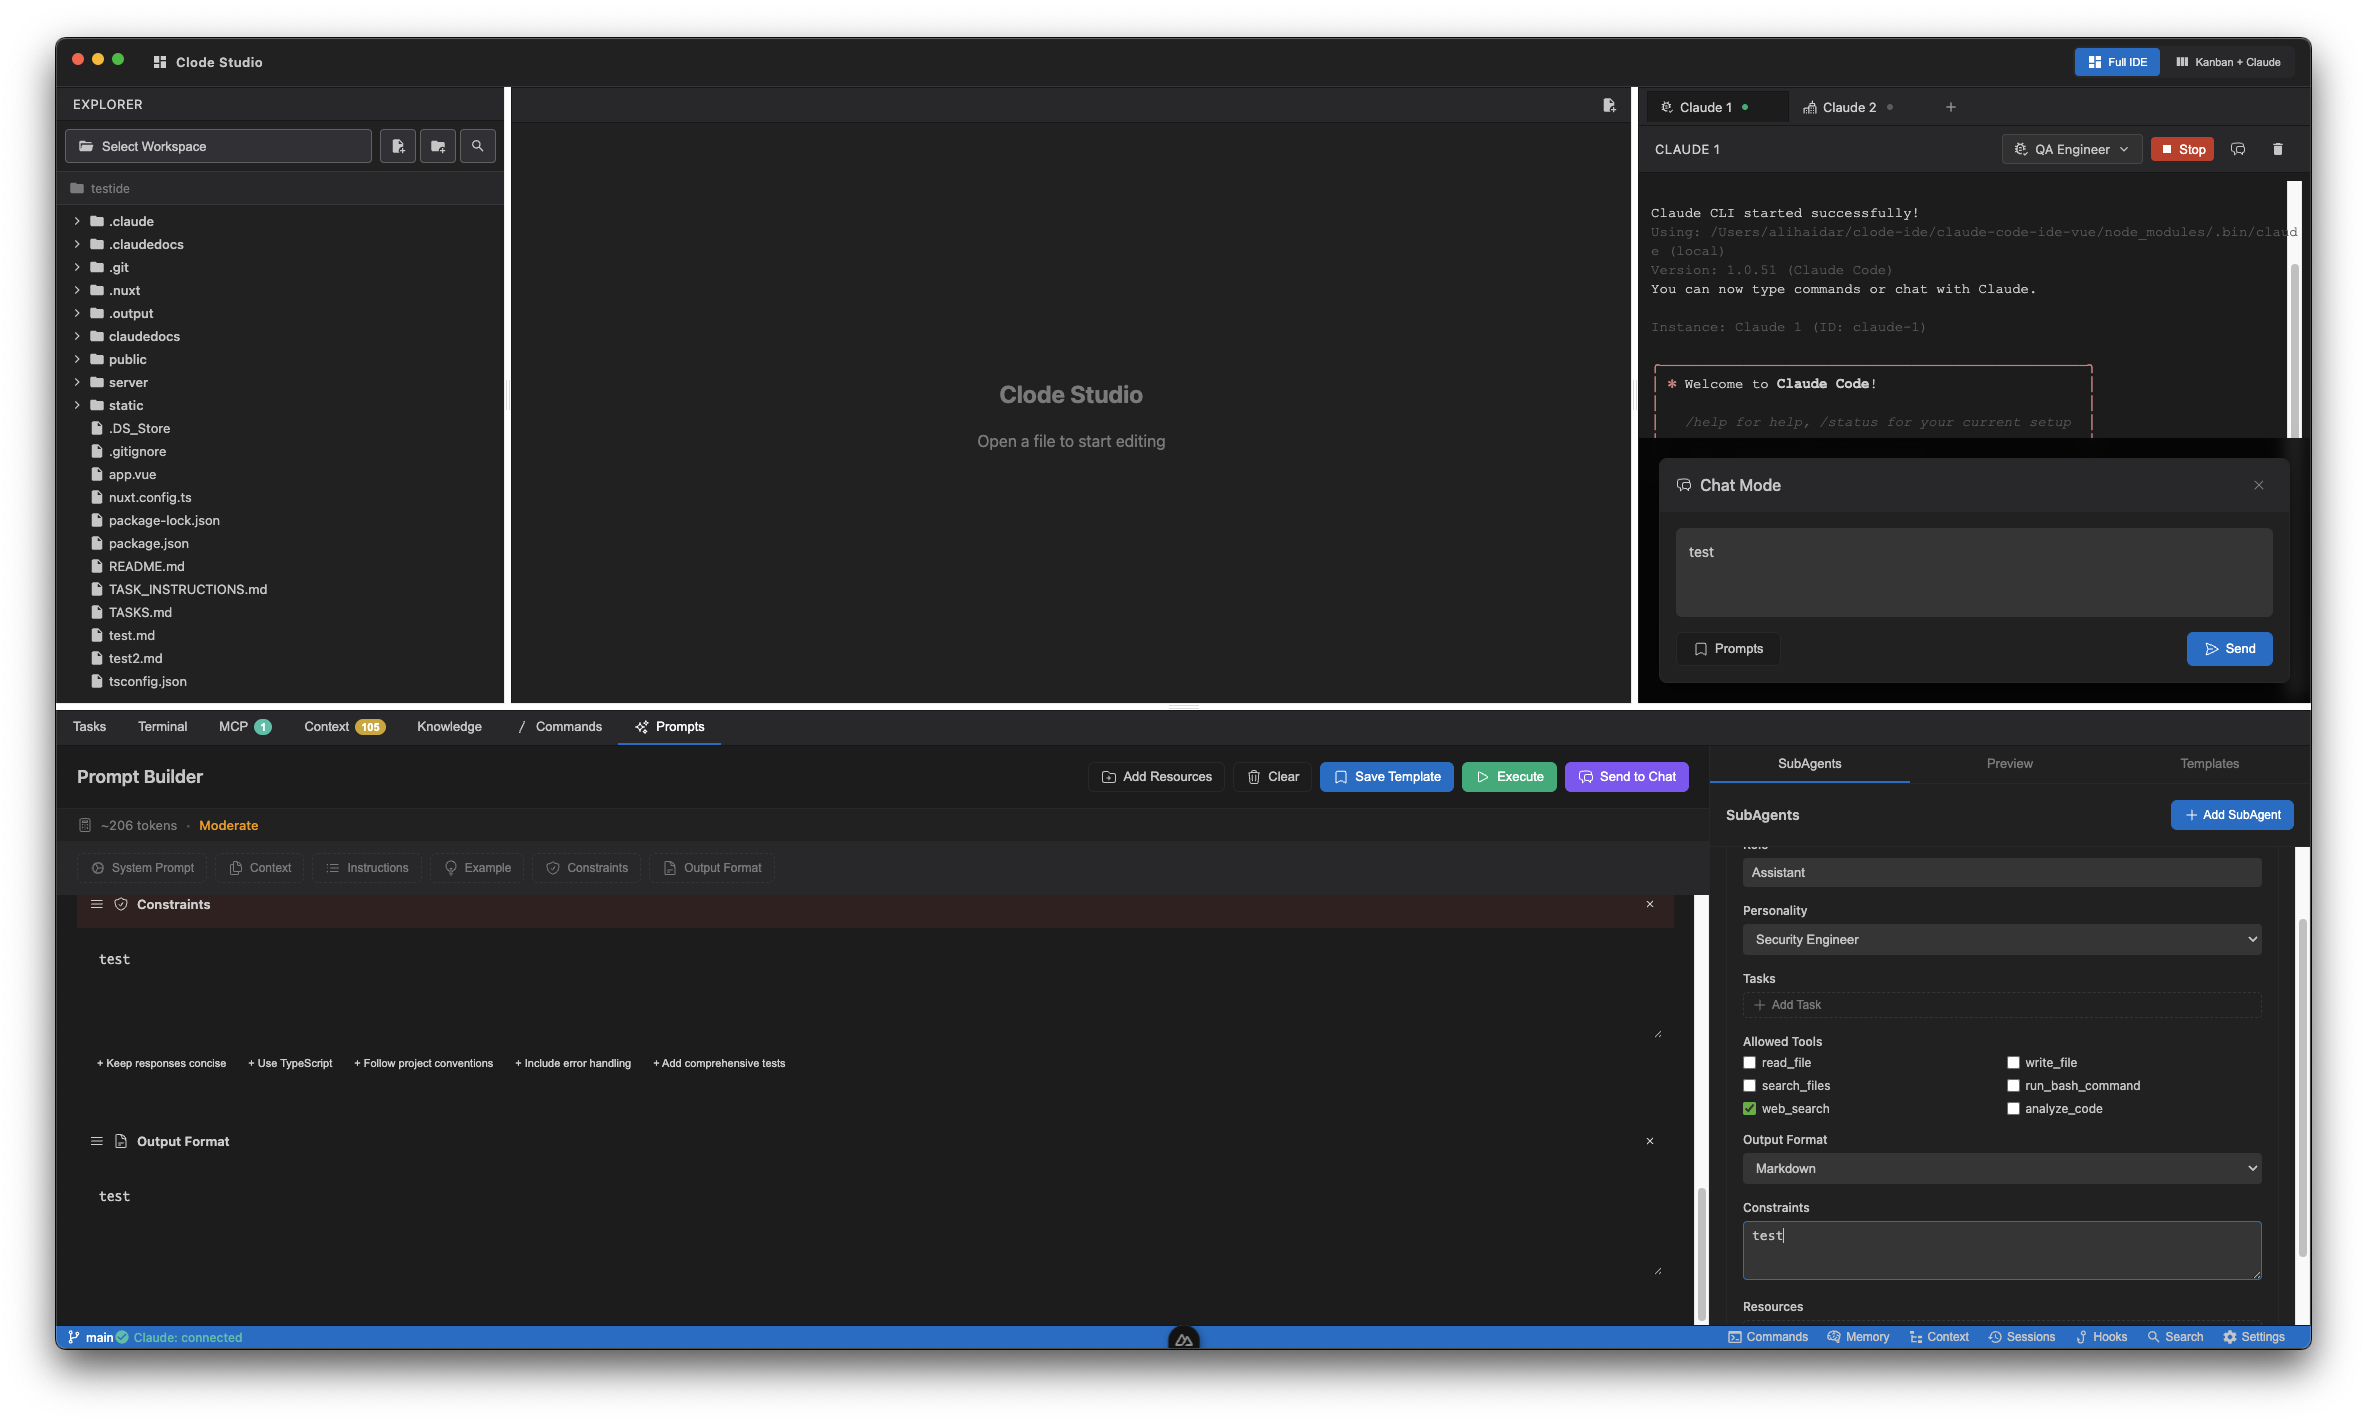 Clode Studio
Full IDE
Kanban + Claude
EXPLORER
Select Workspace
testide
.claude
.claudedocs
.git
.nuxt
.output
claudedocs
public
server
static
.DS_Store
.gitignore
app.vue
nuxt.config.ts
package-lock.json
package.json
README.md
TASK_INSTRUCTIONS.md
TASKS.md
test.md
test2.md
tsconfig.json
Clode Studio
Open a file to start editing
Claude 1
Claude 2
CLAUDE 1
QA Engineer
Stop
Claude CLI started successfully!
Using: /Users/alihaidar/clode-ide/claude-code-ide-vue/node_modules/.bin/claud
e (local)
Version: 1.0.51 (Claude Code)
You can now type commands or chat with Claude.
Instance: Claude 1 (ID: claude-1)
* Welcome to Claude Code!
/help for help, /status for your current setup
Chat Mode
test
Prompts
Send
Tasks
Terminal
MCP 1
Context 105
Knowledge
/ Commands
Prompts
Prompt Builder
Add Resources
Clear
Save Template
Execute
Send to Chat
~206 tokens • Moderate
System Prompt
Context
Instructions
Example
Constraints
Output Format
Constraints
test
+ Keep responses concise
+ Use TypeScript
+ Follow project conventions
+ Include error handling
+ Add comprehensive tests
Output Format
test
SubAgents
Preview
Templates
SubAgents
+ Add SubAgent
Role
Assistant
Personality
Security Engineer
Tasks
+ Add Task
Allowed Tools
read_file
write_file
search_files
run_bash_command
web_search
analyze_code
Output Format
Markdown
Constraints
test
Resources
main
Claude: connected
Commands
Memory
Context
Sessions
Hooks
Search
Settings